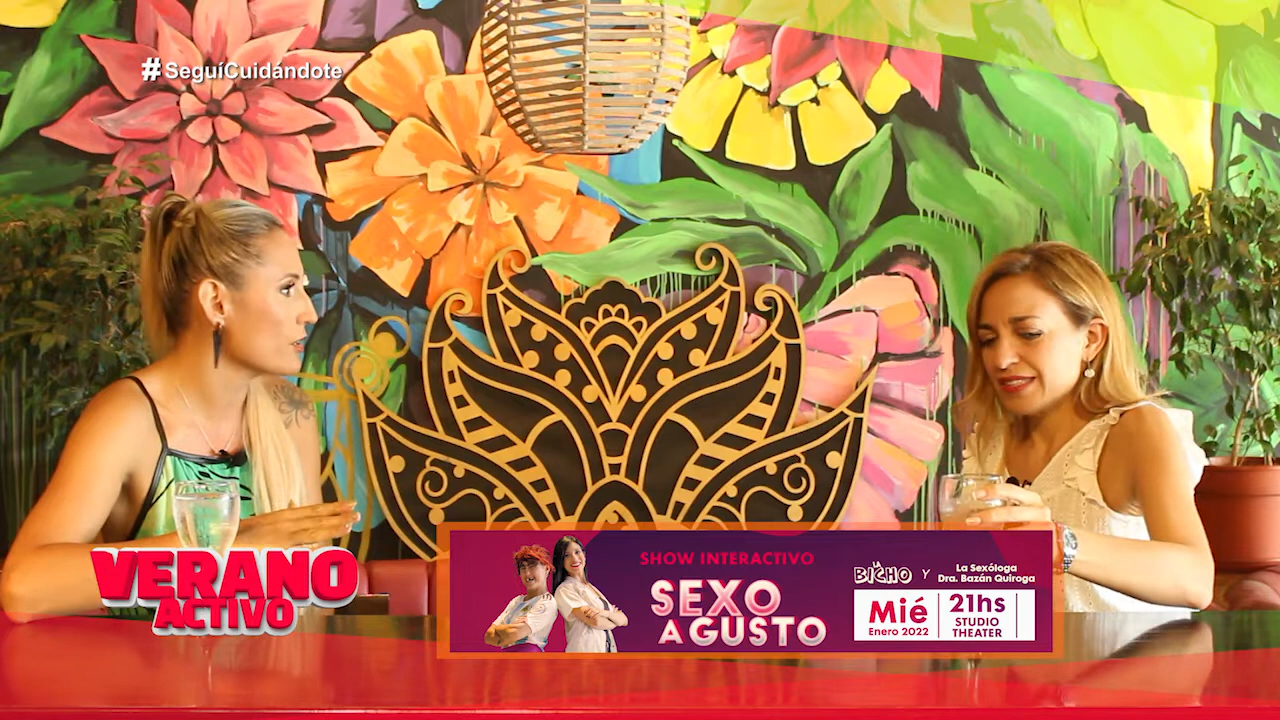 #SeguíCuidándote
VERANO
ACTIVO
SHOW INTERACTIVO
SEXO
A GUSTO
LA
BICHO
Y
La Sexóloga
Dra. Bazán Quiroga
Mié
Enero 2022
21hs
STUDIO
THEATER